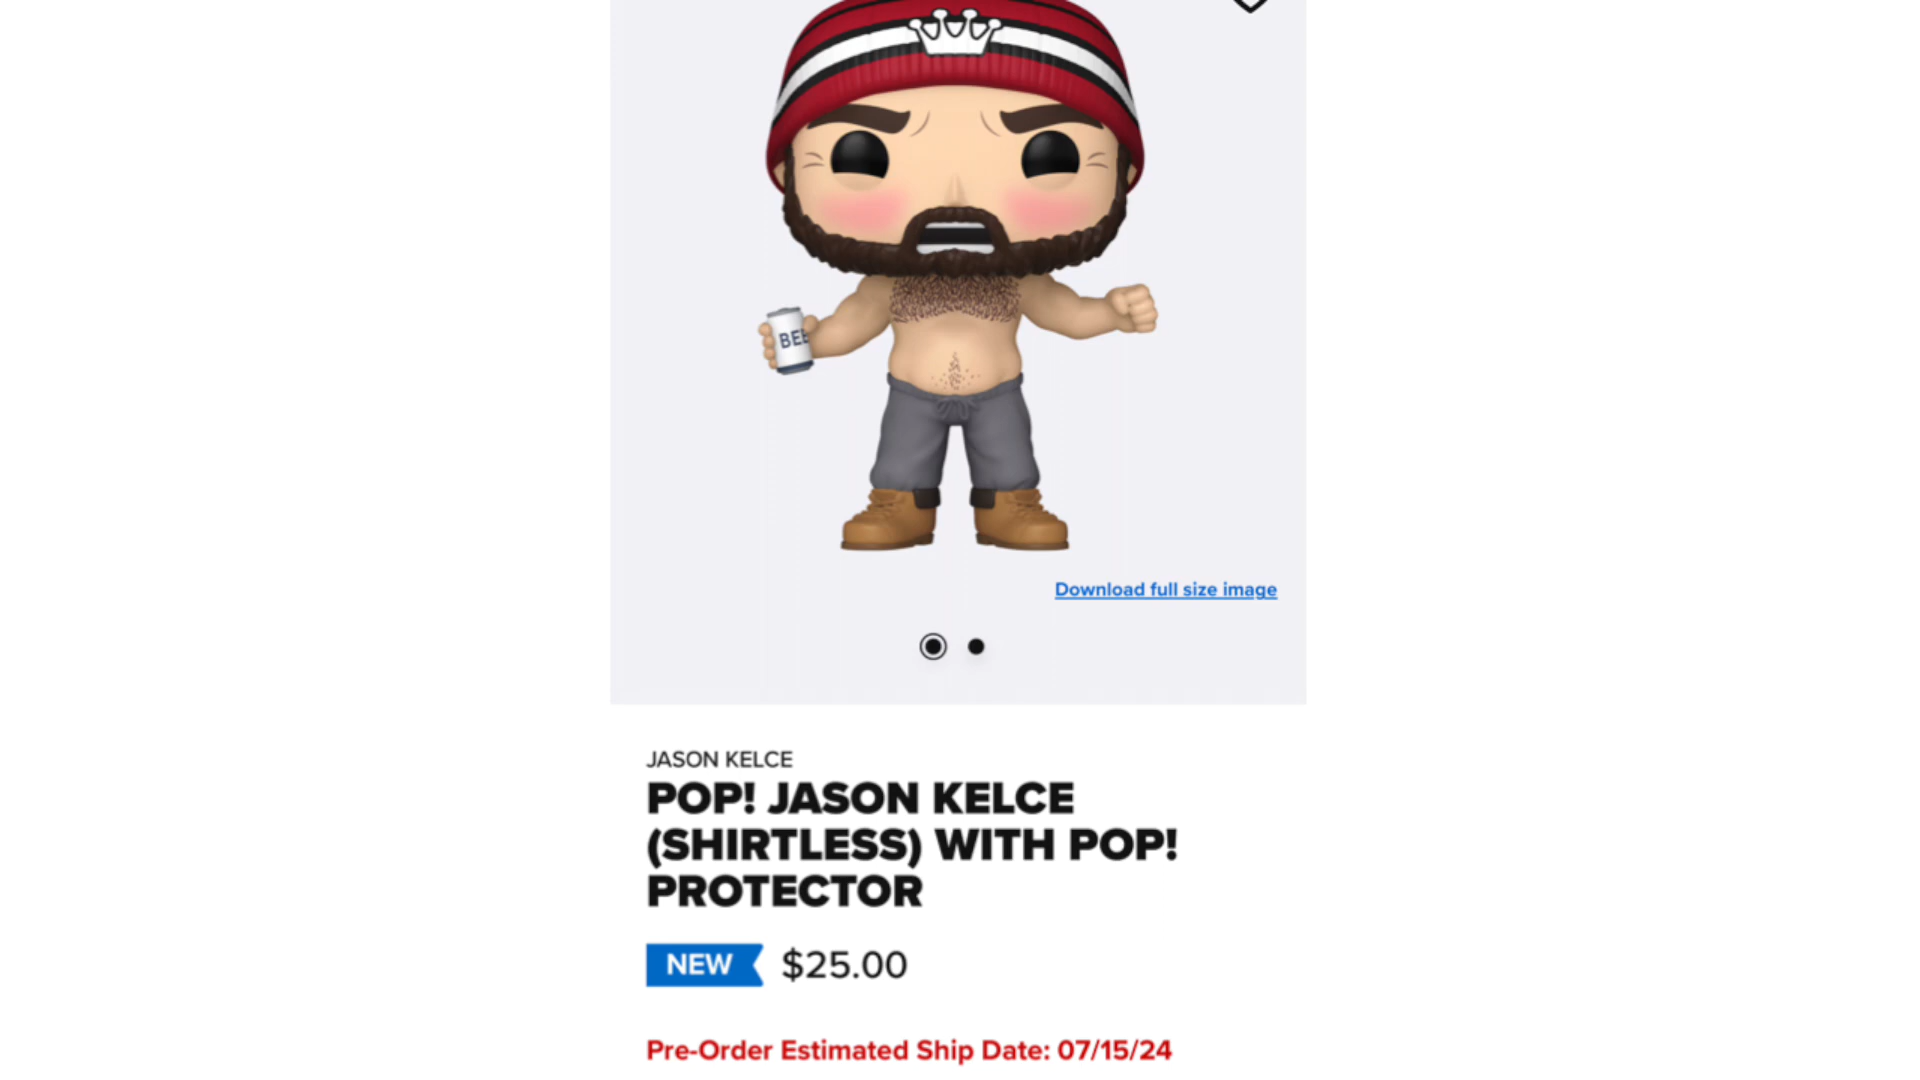 BEE
Download full size image
JASON KELCE
POP! JASON KELCE
(SHIRTLESS) WITH POP!
PROTECTOR
NEW $25.00
Pre-Order Estimated Ship Date: 07/15/24